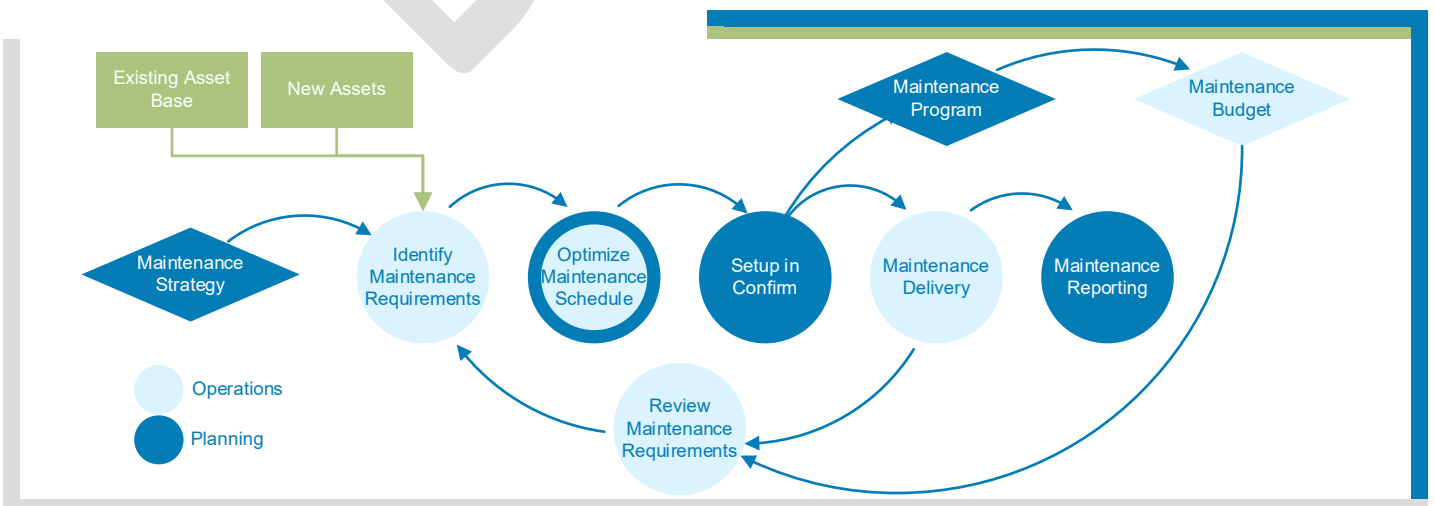 Existing Asset
Base
New Assets
Maintenance
Program
Maintenance
Budget
Maintenance
Strategy
Identify
Maintenance
Requirements
Optimize
Maintenance
Schedule
Setup in
Confirm
Maintenance
Delivery
Maintenance
Reporting
Review
Maintenance
Requirements
Operations
Planning